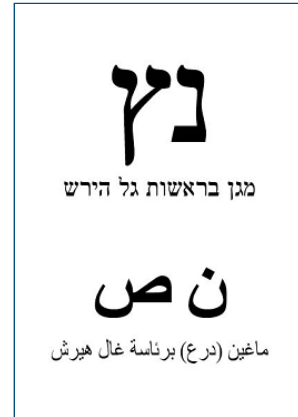 נץ
מגן בראשות גל הירש
ن ص
ماغين (درع) برئاسة غال هيرش